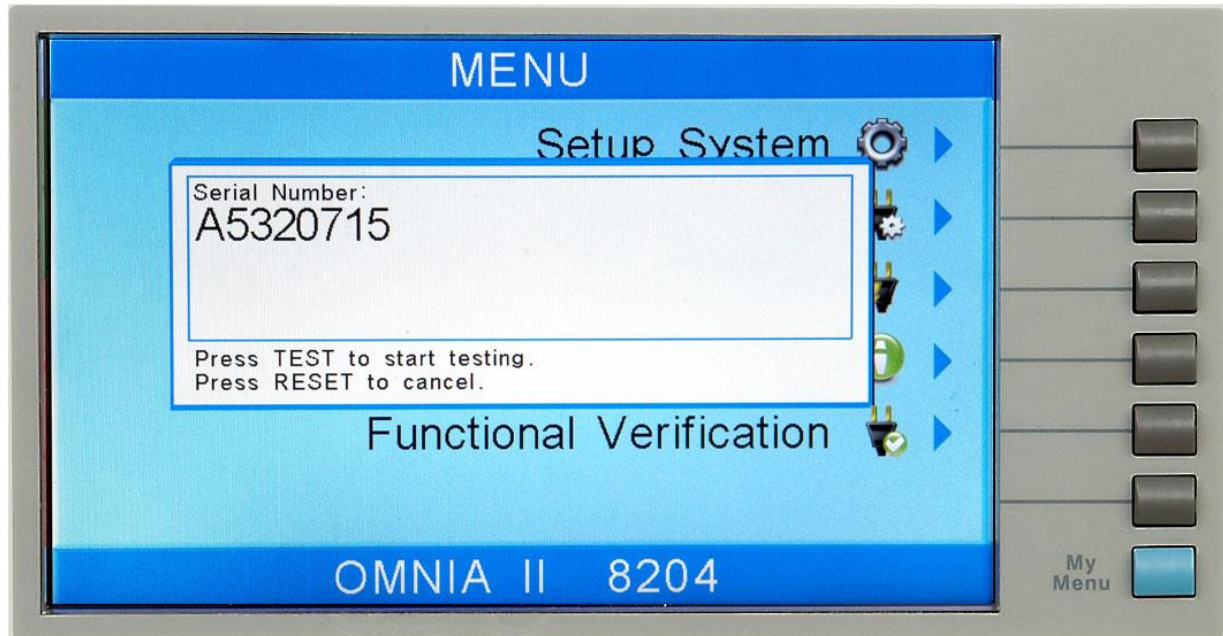 MENU
Setup System
Serial Number:
A5320715
Press TEST to start testing.
Press RESET to cancel.
Functional Verification
OMNIA II 8204
My
Menu